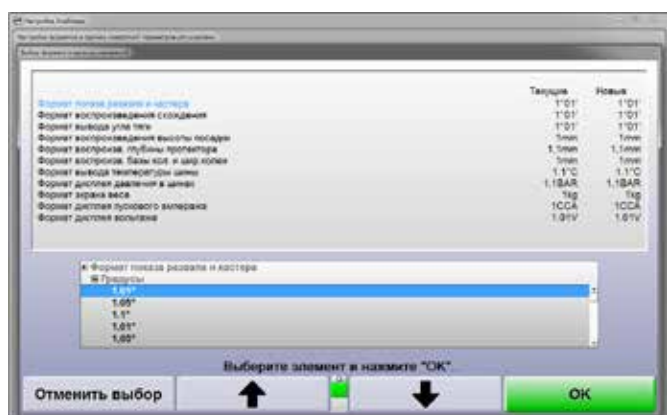 Текущие Новые
Формат показа развала и кастера 1°01' 1°01'
Формат воспроизведения схождения 1°01' 1°01'
Формат вывода угла тяги 1°01' 1°01'
Формат воспроизведения высоты посадки 1mm 1mm
Формат воспроизв. глубины протектора 1.1mm 1.1mm
Формат воспроизв. базы кол. и шир.колеи 1mm 1mm
Формат вывода температуры шины 1.1°C 1.1°C
Формат дисплея давления в шинах 1.1BAR 1.1BAR
Формат экрана веса 1kg 1kg
Формат дисплея пускового ампеража 1CCA 1CCA
Формат дисплея вольтажа 1.01V 1.01V
Формат показа развала и кастера
Градусы
1.01°
1.05°
1.1°
1.01°
1.00°
Выберите элемент и нажмите "OK".
Отменить выбор
OK